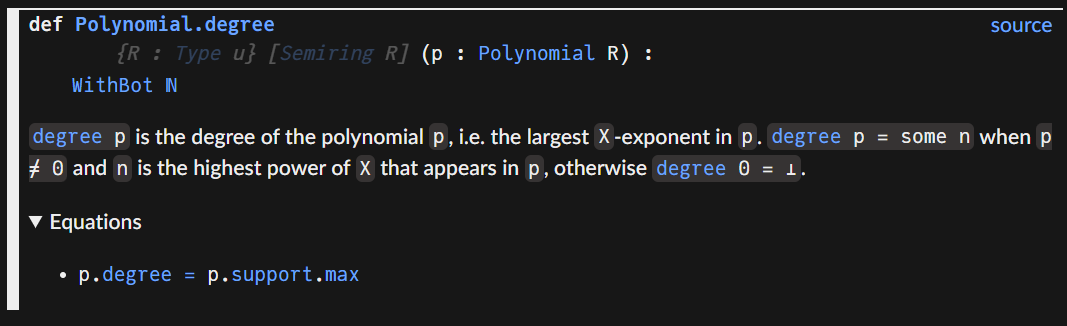 def Polynomial.degree source
{R : Type u} [Semiring R] (p : Polynomial R) :
WithBot ℕ
degree p is the degree of the polynomial p, i.e. the largest X-exponent in p. degree p = some n when p
≠ 0 and n is the highest power of X that appears in p, otherwise degree 0 = ⊥.
▼ Equations
• p.degree = p.support.max